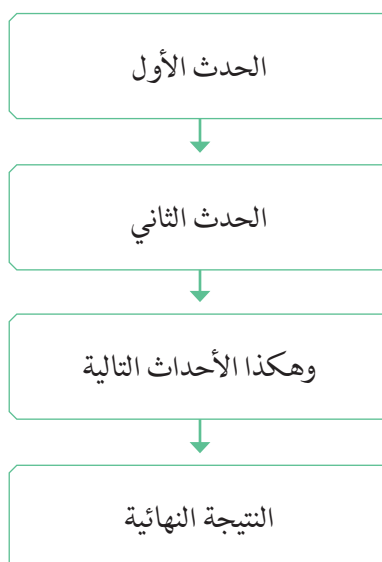 الحدث الأول
الحدث الثاني
وهكذا الأحداث التالية
النتيجة النهائية